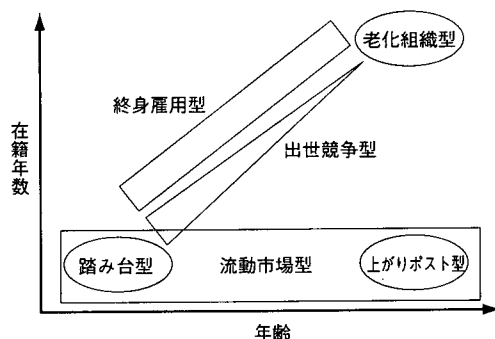 老化組織型
終身雇用型
在籍年数
出世競争型
踏み台型
流動市場型
上がりポスト型
年齢